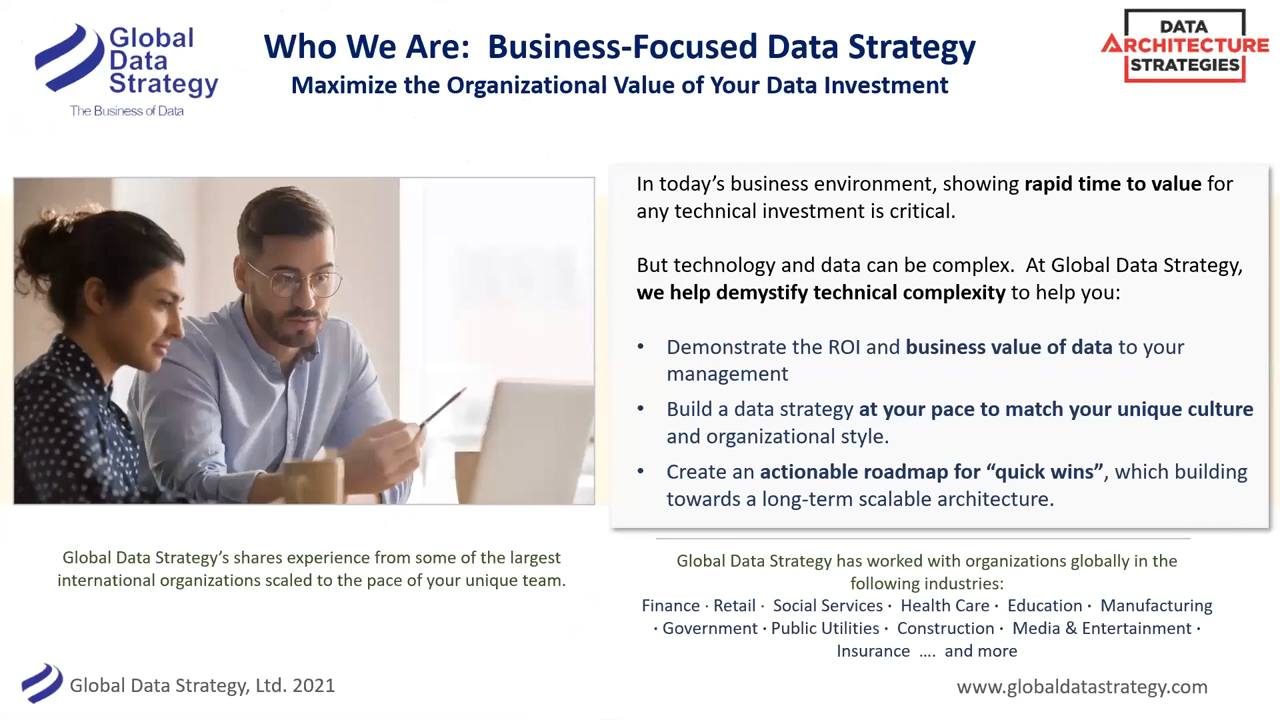 Global
Data
Strategy
The Business of Data
Who We Are:  Business-Focused Data Strategy
Maximize the Organizational Value of Your Data Investment
DATA
ARCHITECTURE
STRATEGIES
In today’s business environment, showing rapid time to value for
any technical investment is critical.
But technology and data can be complex.  At Global Data Strategy,
we help demystify technical complexity to help you:
• Demonstrate the ROI and business value of data to your
management
• Build a data strategy at your pace to match your unique culture
and organizational style.
• Create an actionable roadmap for “quick wins”, which building
towards a long-term scalable architecture.
Global Data Strategy’s shares experience from some of the largest
international organizations scaled to the pace of your unique team.
Global Data Strategy has worked with organizations globally in the
following industries:
Finance · Retail ·  Social Services ·  Health Care ·  Education ·  Manufacturing
· Government · Public Utilities ·  Construction ·  Media & Entertainment ·
Insurance  ….  and more
Global Data Strategy, Ltd. 2021
www.globaldatastrategy.com